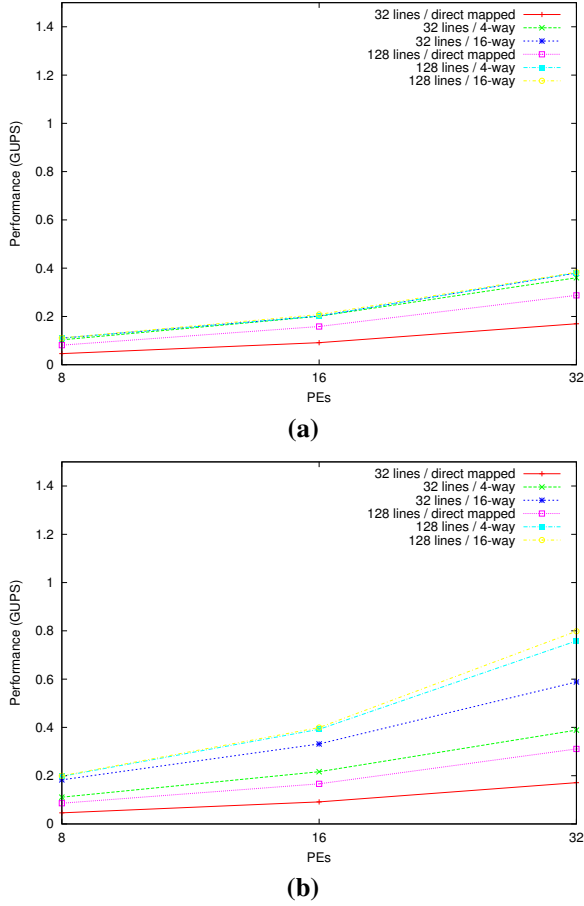 1.4
1.2
1
0.8
0.6
0.4
0.2
0
8
16
32
Performance (GUPS)
PEs
32 lines / direct mapped
32 lines / 4-way
32 lines / 16-way
128 lines / direct mapped
128 lines / 4-way
128 lines / 16-way
(a)
1.4
1.2
1
0.8
0.6
0.4
0.2
0
8
16
32
Performance (GUPS)
PEs
32 lines / direct mapped
32 lines / 4-way
32 lines / 16-way
128 lines / direct mapped
128 lines / 4-way
128 lines / 16-way
(b)